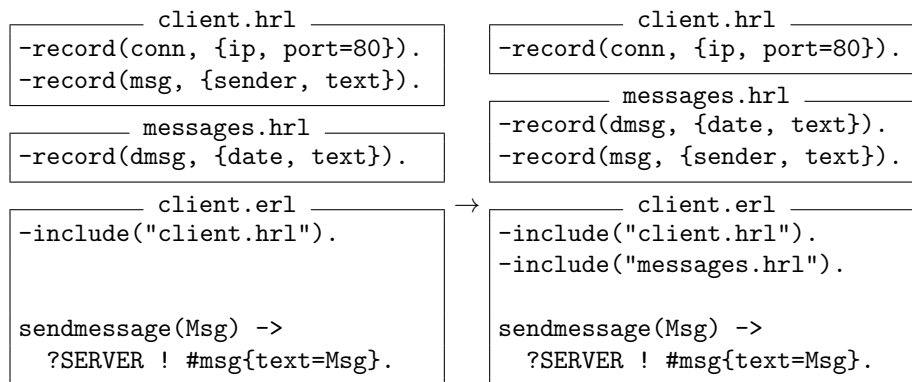 client.hrl
-record(conn, {ip, port=80}).
-record(msg, {sender, text}).
messages.hrl
-record(dmsg, {date, text}).
client.erl
-include("client.hrl").
sendmessage(Msg) ->
?SERVER ! #msg{text=Msg}.
→
client.hrl
-record(conn, {ip, port=80}).
messages.hrl
-record(dmsg, {date, text}).
-record(msg, {sender, text}).
client.erl
-include("client.hrl").
-include("messages.hrl").
sendmessage(Msg) ->
?SERVER ! #msg{text=Msg}.